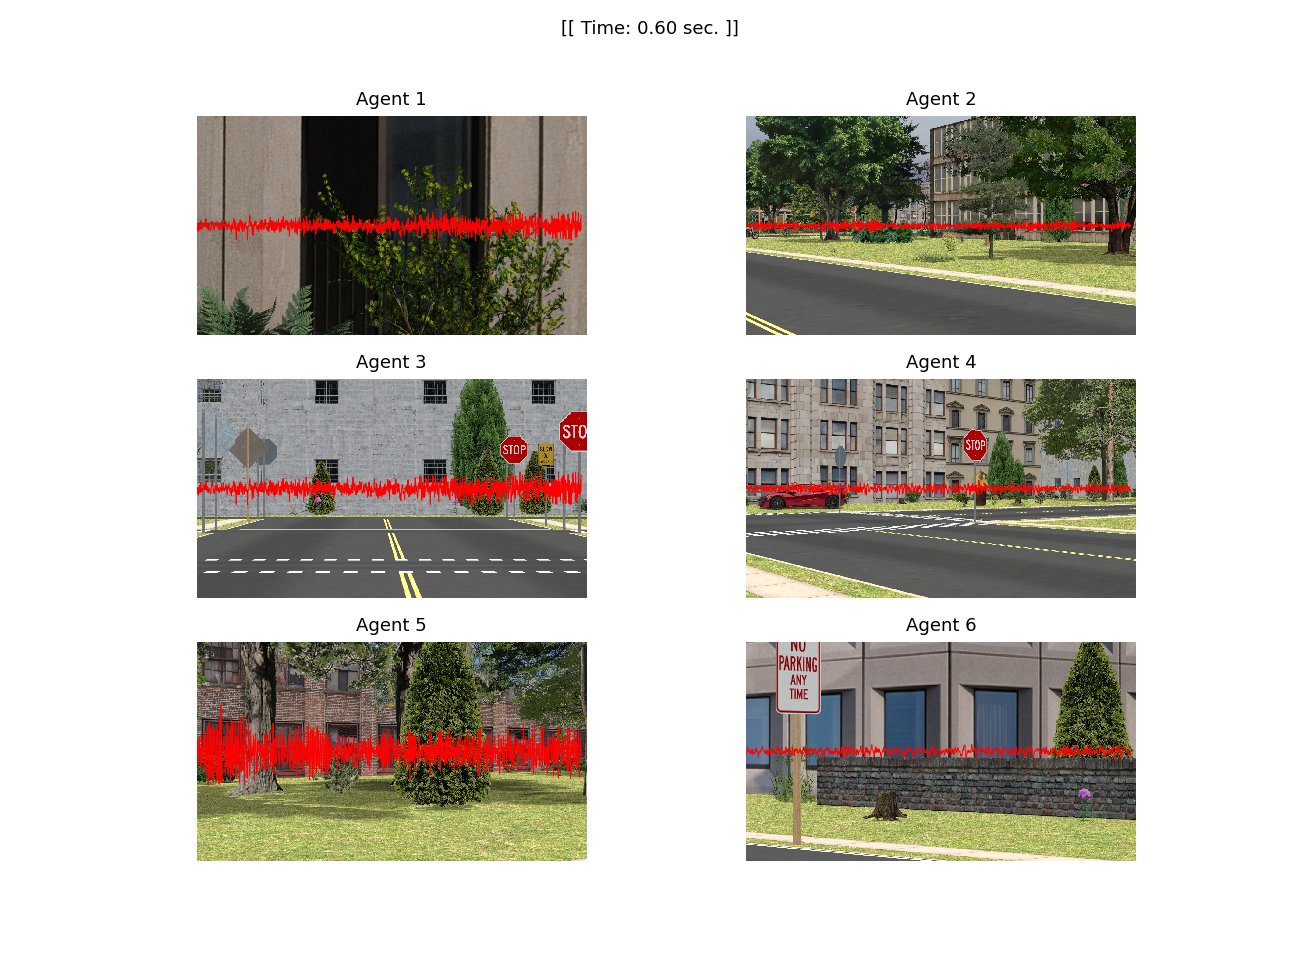 [[ Time: 0.60 sec. ]]
Agent 1
Agent 2
Agent 3
Agent 4
STOP
SLOW
STO
STOP
Agent 5
Agent 6
NO
PARKING
ANY
TIME